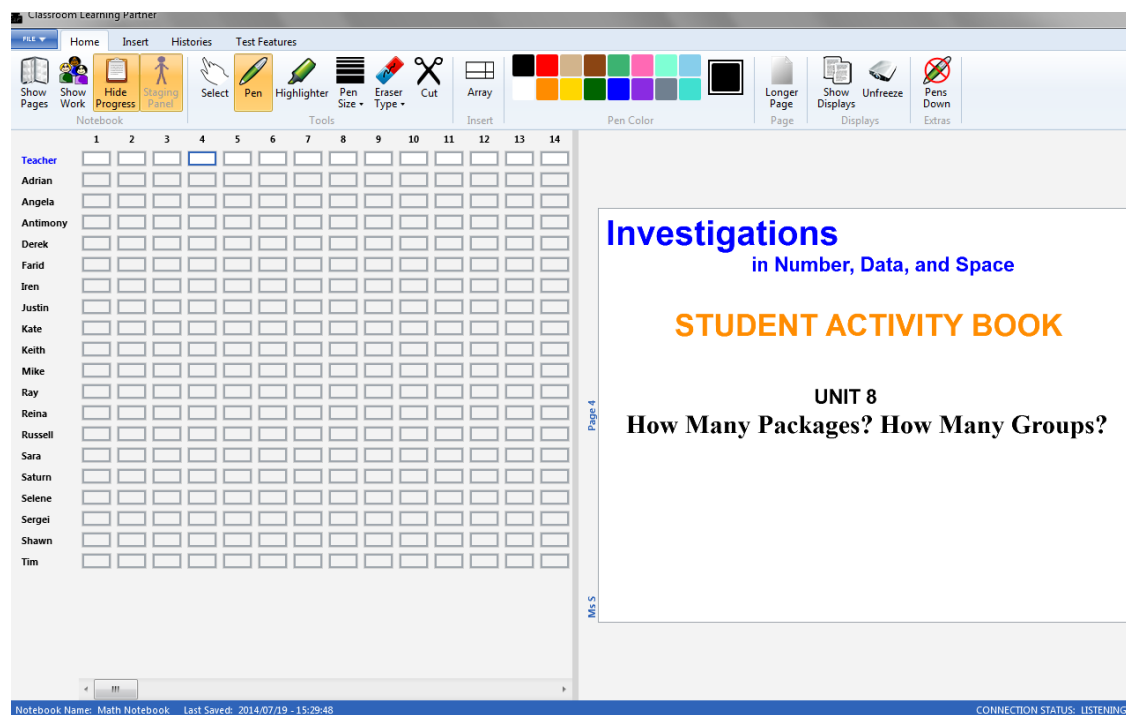 Classroom Learning Partner
FILE
Home Insert Histories Test Features
Show Pages
Show Work
Hide Progress
Staging Panel
Select
Pen
Highlighter
Pen Size
Eraser Type
Cut
Array
Longer Page
Show Displays
Unfreeze
Pens Down
Notebook Tools Insert Pen Color Page Displays Extras
1 2 3 4 5 6 7 8 9 10 11 12 13 14
Teacher
Adrian
Angela
Antimony
Derek
Farid
Iren
Justin
Kate
Keith
Mike
Ray
Reina
Russell
Sara
Saturn
Selene
Sergei
Shawn
Tim
Investigations
in Number, Data, and Space
STUDENT ACTIVITY BOOK
UNIT 8
How Many Packages? How Many Groups?
Page 4
Ms S
Notebook Name: Math Notebook Last Saved: 2014/07/19 - 15:29:48
CONNECTION STATUS: LISTENING